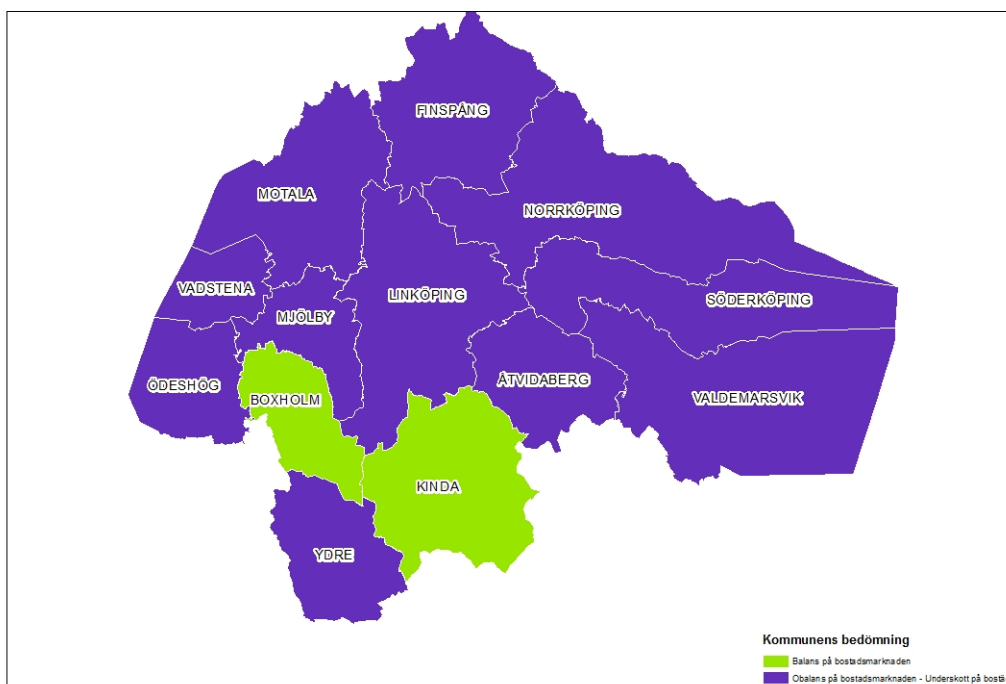 FINSPÅNG
MOTALA
NORRKÖPING
VADSTENA
LINKÖPING
SÖDERKÖPING
MJÖLBY
ÖDESHÖG
ÅTVIDABERG
BOXHOLM
VALDEMARSVIK
KINDA
YDRE
Kommunens bedömning
Balans på bostadsmarknaden
Obalans på bostadsmarknaden - Underskott på